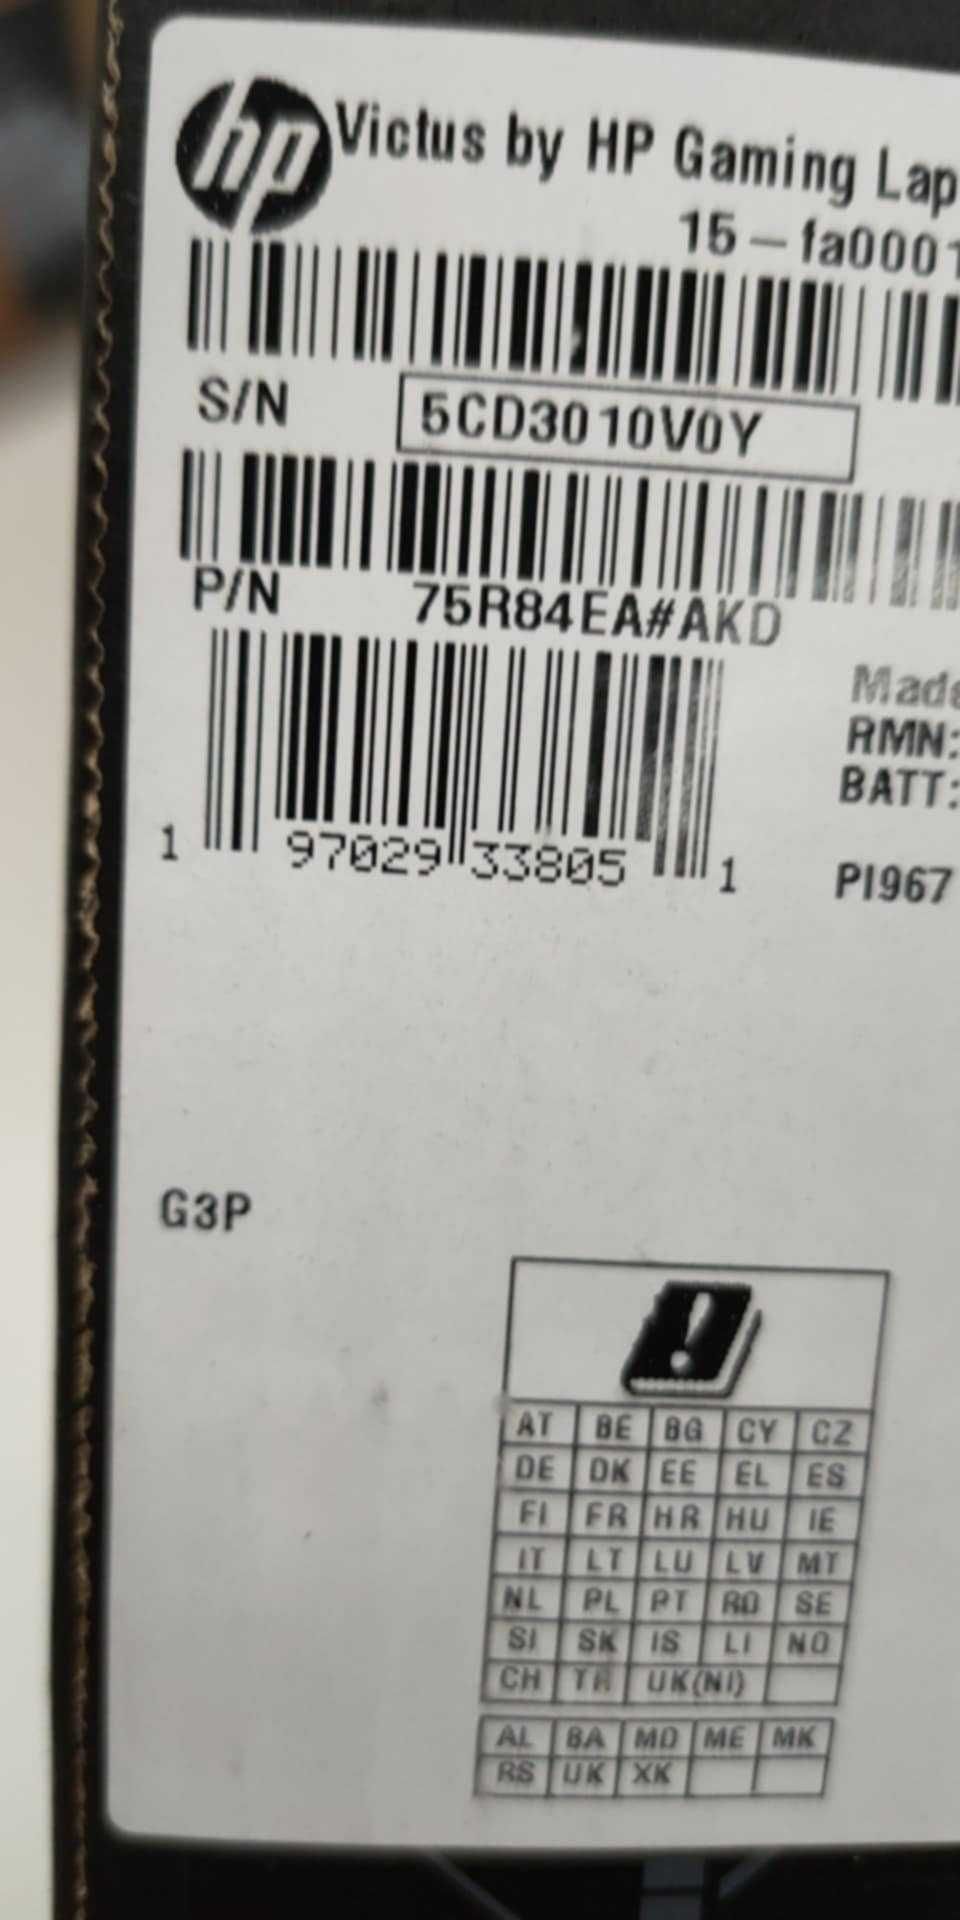 hp
Victus by HP Gaming Lap
15-fa0001
S/N 5CD3010V0Y
P/N 75R84EA#AKD
1 97029 33805 1
Made
RMN:
BATT:
PI967
G3P
!
AT BE BG CY CZ
DE DK EE EL ES
FI FR HR HU IE
IT LT LU LV MT
NL PL PT RO SE
SI SK IS LI NO
CH TR UK(NI)
AL BA MD ME MK
RS UK XK